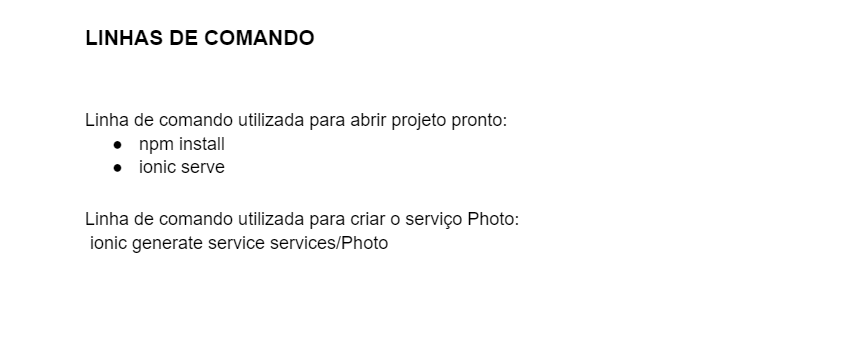 LINHAS DE COMANDO
Linha de comando utilizada para abrir projeto pronto:
● npm install
● ionic serve
Linha de comando utilizada para criar o serviço Photo:
ionic generate service services/Photo